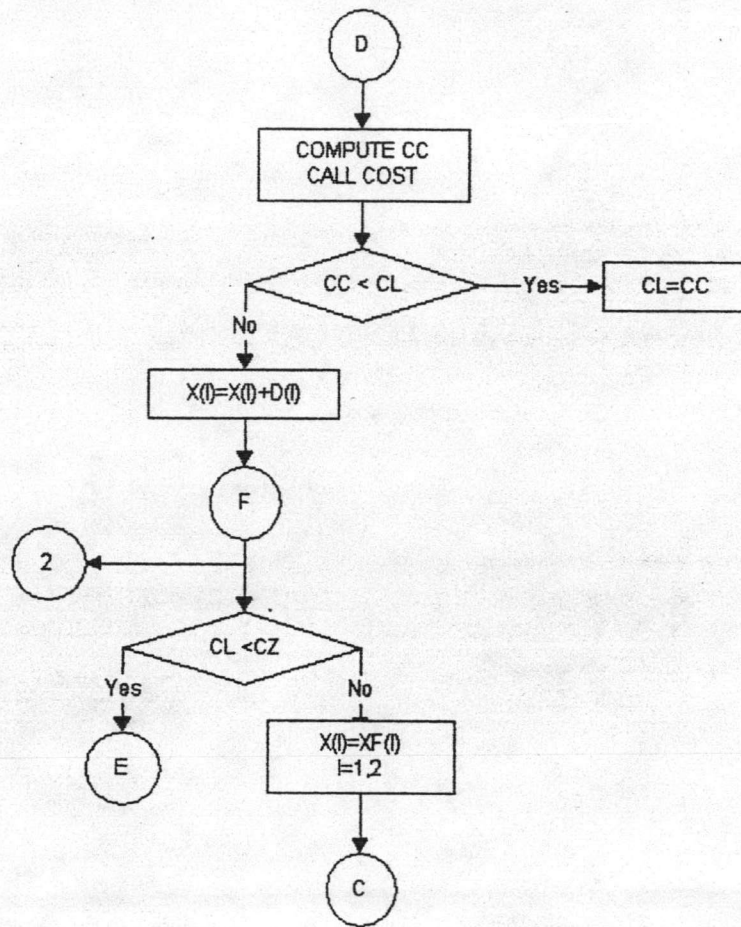 D
COMPUTE CC
CALL COST
CC < CL
Yes
CL=CC
No
X(I)=X(I)+D(I)
F
2
CL <CZ
Yes
No
X(I)=XF(I)
I=1,2
E
C